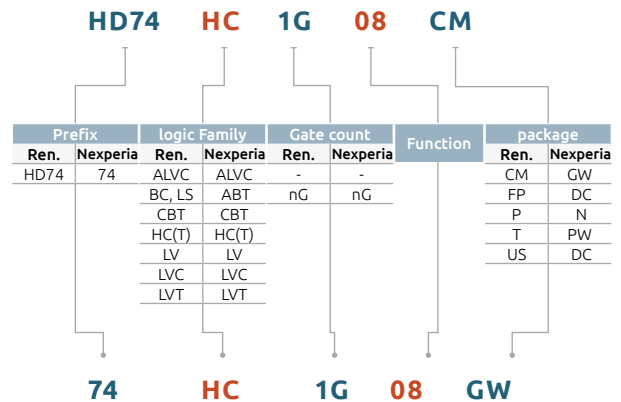 HD74 HC 1G 08 CM
Prefix logic Family Gate count Function package
Ren. Nexperia Ren. Nexperia Ren. Nexperia Ren. Nexperia
HD74 74 ALVC ALVC - - CM GW
BC, LS ABT nG nG FP DC
CBT CBT P N
HC(T) HC(T) T PW
LV LV US DC
LVC LVC
LVT LVT
74 HC 1G 08 GW